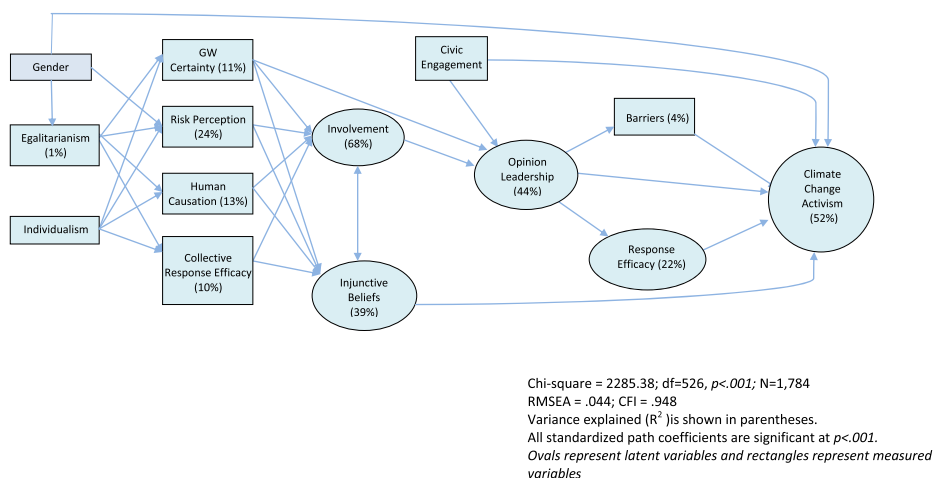 Gender
Egalitarianism
(1%)
Individualism
GW
Certainty (11%)
Risk Perception
(24%)
Human
Causation (13%)
Collective
Response Efficacy
(10%)
Involvement
(68%)
Injunctive
Beliefs
(39%)
Civic
Engagement
Opinion
Leadership
(44%)
Barriers (4%)
Response
Efficacy (22%)
Climate
Change
Activism
(52%)
Chi-square = 2285.38; df=526, p<.001; N=1,784
RMSEA = .044; CFI = .948
Variance explained (R² )is shown in parentheses.
All standardized path coefficients are significant at p<.001.
Ovals represent latent variables and rectangles represent measured
variables